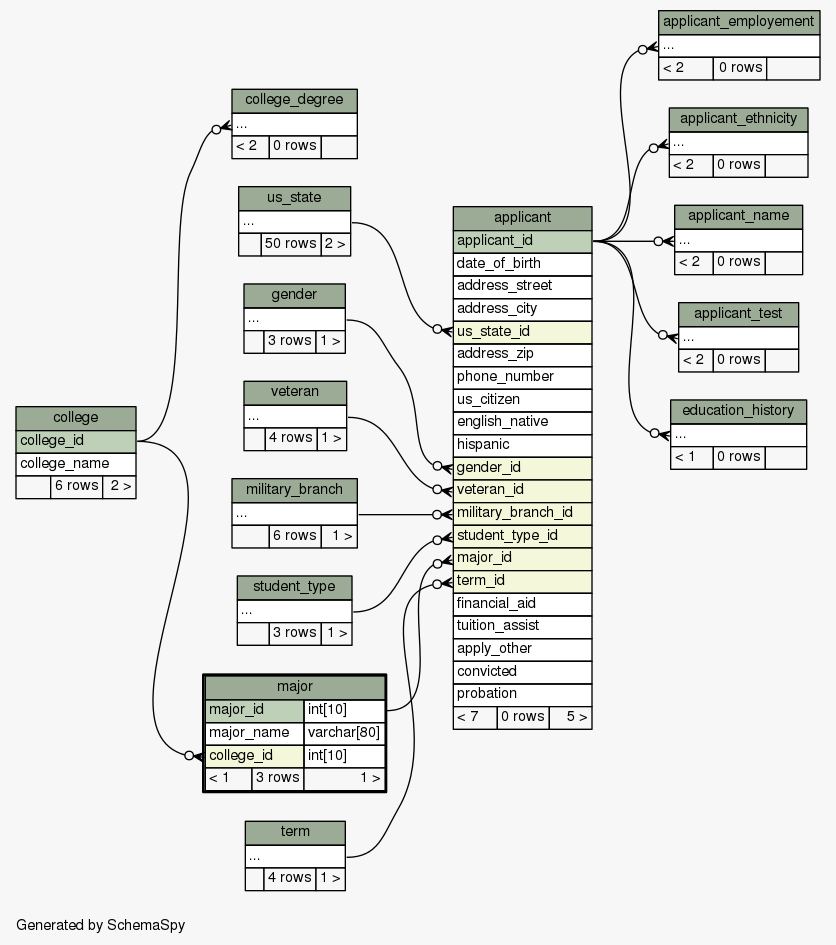 applicant_employement
...
< 2 0 rows
college_degree
...
< 2 0 rows
applicant_ethnicity
...
< 2 0 rows
us_state
...
50 rows 2 >
applicant_name
...
< 2 0 rows
applicant
applicant_id
date_of_birth
address_street
address_city
us_state_id
address_zip
phone_number
us_citizen
english_native
hispanic
gender_id
veteran_id
military_branch_id
student_type_id
major_id
term_id
financial_aid
tuition_assist
apply_other
convicted
probation
< 7 0 rows 5 >
gender
...
3 rows 1 >
applicant_test
...
< 2 0 rows
veteran
...
4 rows 1 >
education_history
...
< 1 0 rows
college
college_id
college_name
6 rows 2 >
military_branch
...
6 rows 1 >
student_type
...
3 rows 1 >
major
major_id int[10]
major_name varchar[80]
college_id int[10]
< 1 3 rows 1 >
term
...
4 rows 1 >
Generated by SchemaSpy